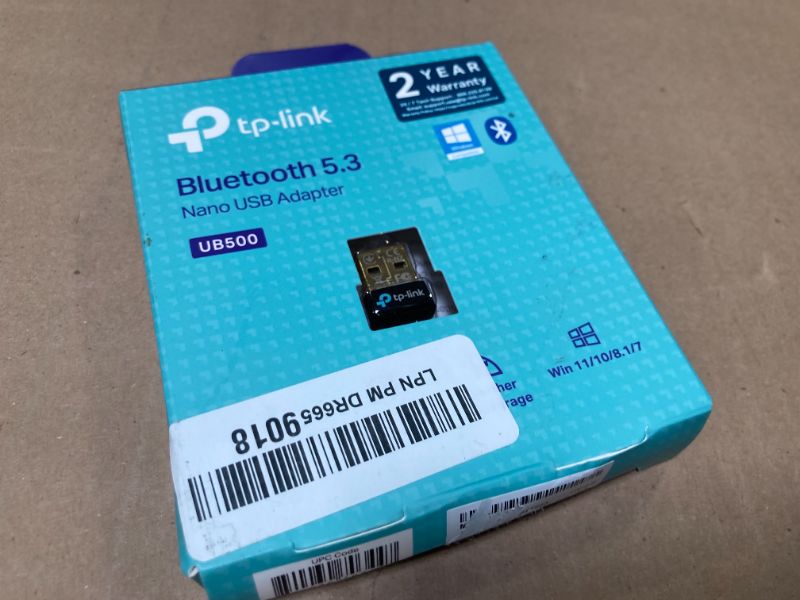 2 YEAR
Warranty
tp-link
Bluetooth 5.3
Nano USB Adapter
UB500
Windows
tp-link
Win 11/10/8.1/7
LPN PM DR6659018
UPC Code